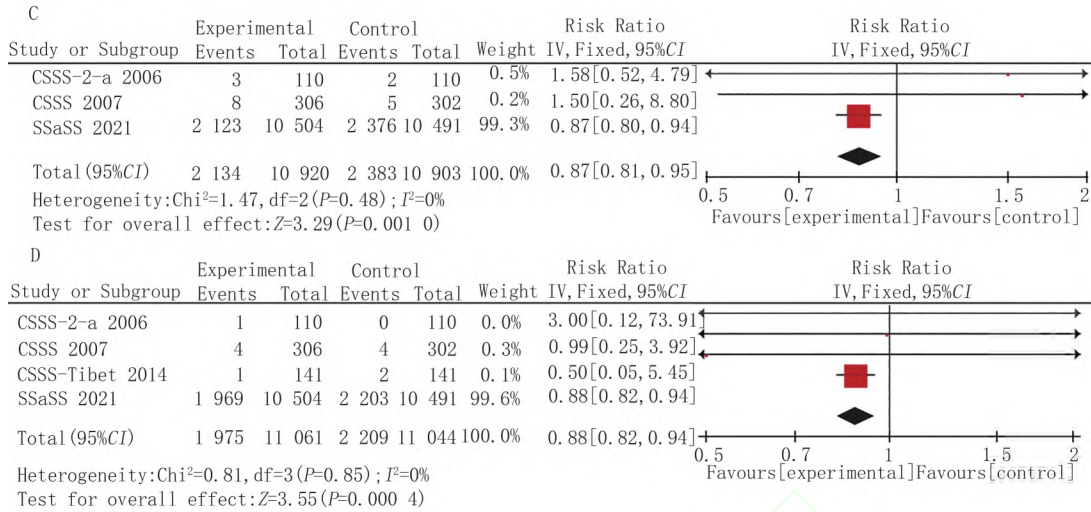 C
Experimental Control Risk Ratio Risk Ratio
Study or Subgroup Events Total Events Total Weight IV, Fixed, 95%CI IV, Fixed, 95%CI
CSSS-2-a 2006 3 110 2 110 0.5% 1.58[0.52, 4.79]
CSSS 2007 8 306 5 302 0.2% 1.50[0.26, 8.80]
SSaSS 2021 2 123 10 504 2 376 10 491 99.3% 0.87[0.80, 0.94]
Total(95%CI) 2 134 10 920 2 383 10 903 100.0% 0.87[0.81, 0.95]
0.5 0.7 1 1.5 2
Heterogeneity:Chi²=1.47, df=2(P=0.48); I²=0%
Favours[experimental]Favours[control]
Test for overall effect:Z=3.29(P=0.001 0)
D
Experimental Control Risk Ratio Risk Ratio
Study or Subgroup Events Total Events Total Weight IV, Fixed, 95%CI IV, Fixed, 95%CI
CSSS-2-a 2006 1 110 0 110 0.0% 3.00[0.12, 73.91]
CSSS 2007 4 306 4 302 0.3% 0.99[0.25, 3.92]
CSSS-Tibet 2014 1 141 2 141 0.1% 0.50[0.05, 5.45]
SSaSS 2021 1 969 10 504 2 203 10 491 99.6% 0.88[0.82, 0.94]
Total(95%CI) 1 975 11 061 2 209 11 044 100.0% 0.88[0.82, 0.94]
0.5 0.7 1 1.5 2
Heterogeneity:Chi²=0.81, df=3(P=0.85); I²=0%
Favours[experimental]Favours[control]
Test for overall effect:Z=3.55(P=0.000 4)